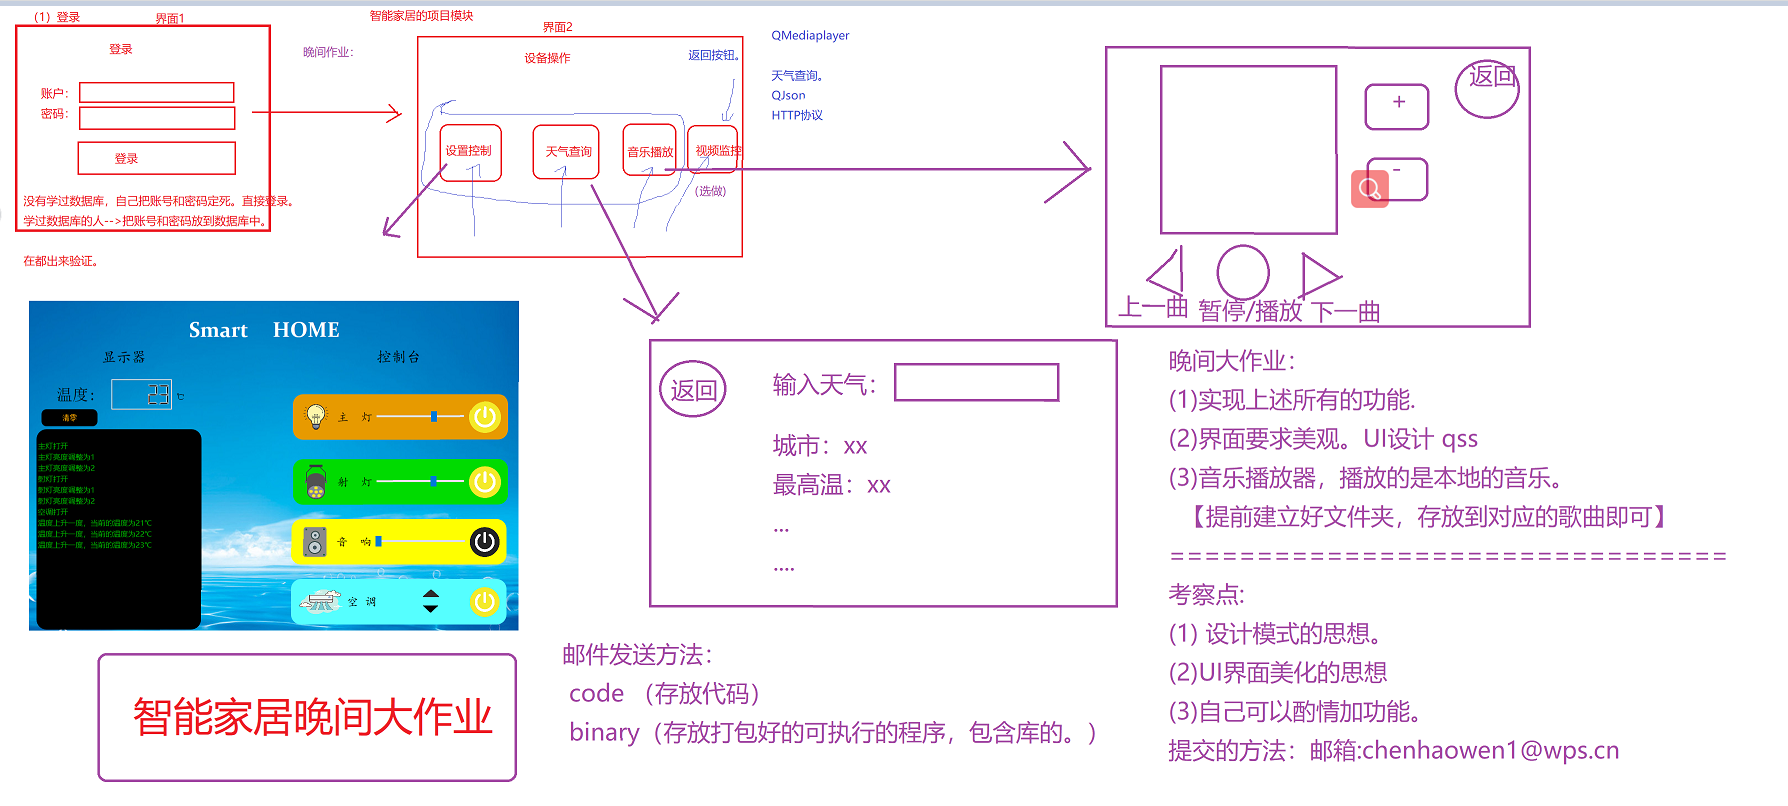 （1）登录
界面1
智能家居的项目模块
登录
账户：
密码：
登录
没有学过数据库，自己把账号和密码定死。直接登录。
学过数据库的人-->把账号和密码放到数据库中。
在都出来验证。
晚间作业：
界面2
设备操作
返回按钮。
设置控制
天气查询
音乐播放
视频监控
（选做）
QMediaplayer
天气查询。
QJson
HTTP协议
返回
+
-
上一曲 暂停/播放 下一曲
Smart HOME
显示器
控制台
温度：
23
℃
清零
主灯打开
主灯亮度调整为1
主灯亮度调整为2
射灯打开
射灯亮度调整为1
射灯亮度调整为2
空调打开
温度上升一度，当前的温度为21℃
温度上升一度，当前的温度为22℃
温度上升一度，当前的温度为23℃
主 灯
射 灯
音 响
空 调
返回
输入天气：
城市：xx
最高温：xx
...
....
晚间大作业：
(1)实现上述所有的功能.
(2)界面要求美观。UI设计 qss
(3)音乐播放器，播放的是本地的音乐。
【提前建立好文件夹，存放到对应的歌曲即可】
================================
考察点:
(1) 设计模式的思想。
(2)UI界面美化的思想
(3)自己可以酌情加功能。
提交的方法：邮箱:chenhaowen1@wps.cn
邮件发送方法：
code （存放代码）
binary（存放打包好的可执行的程序，包含库的。）
智能家居晚间大作业